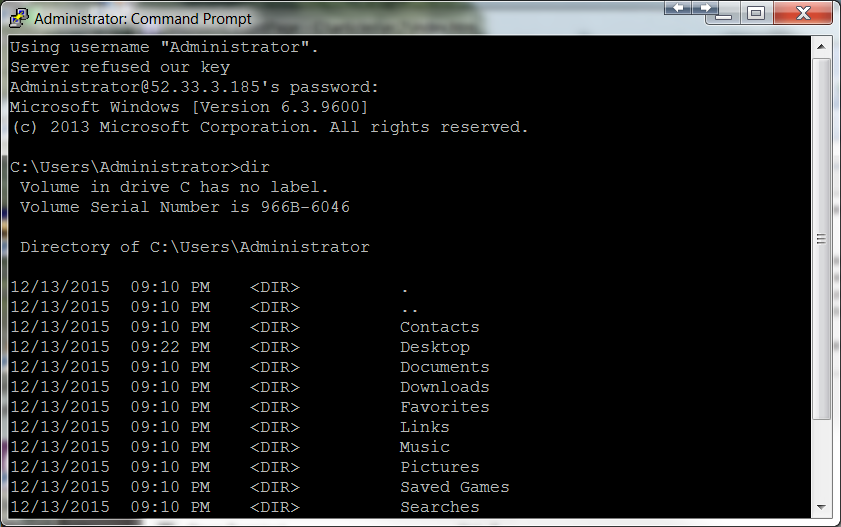 Administrator: Command Prompt
Using username "Administrator".
Server refused our key
Administrator@52.33.3.185's password:
Microsoft Windows [Version 6.3.9600]
(c) 2013 Microsoft Corporation. All rights reserved.
C:\Users\Administrator>dir
Volume in drive C has no label.
Volume Serial Number is 966B-6046
Directory of C:\Users\Administrator
12/13/2015  09:10 PM    <DIR>          .
12/13/2015  09:10 PM    <DIR>          ..
12/13/2015  09:10 PM    <DIR>          Contacts
12/13/2015  09:22 PM    <DIR>          Desktop
12/13/2015  09:10 PM    <DIR>          Documents
12/13/2015  09:10 PM    <DIR>          Downloads
12/13/2015  09:10 PM    <DIR>          Favorites
12/13/2015  09:10 PM    <DIR>          Links
12/13/2015  09:10 PM    <DIR>          Music
12/13/2015  09:10 PM    <DIR>          Pictures
12/13/2015  09:10 PM    <DIR>          Saved Games
12/13/2015  09:10 PM    <DIR>          Searches